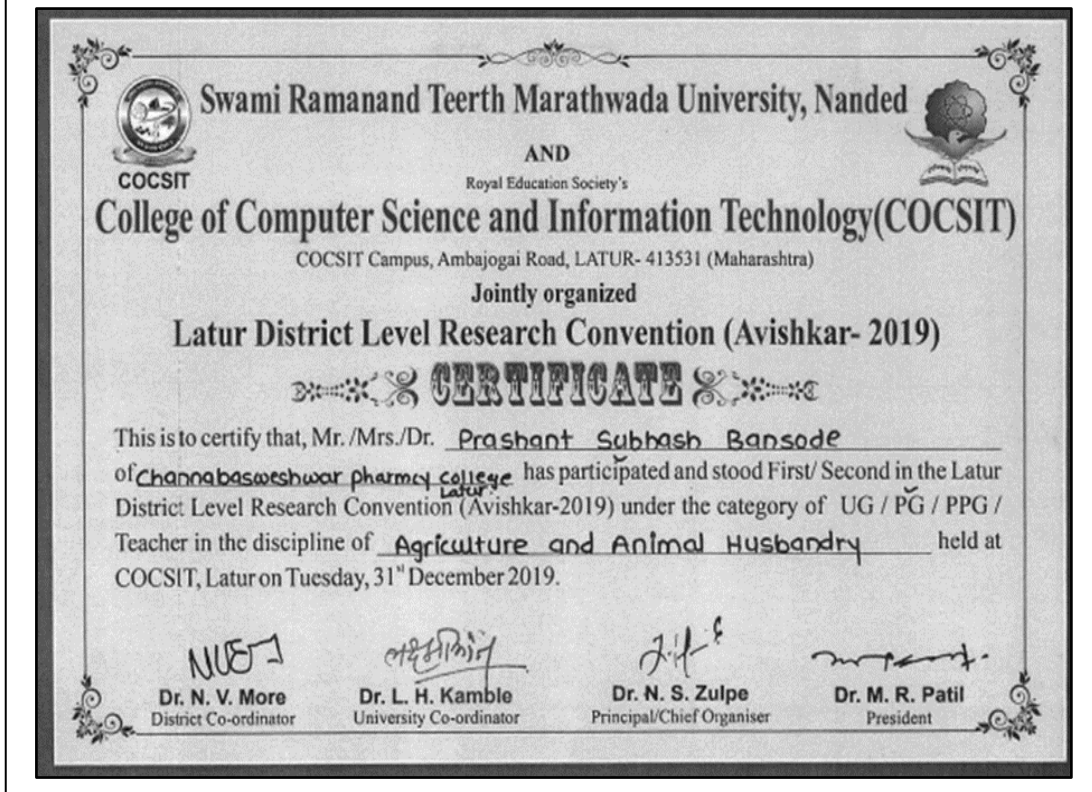 Swami Ramanand Teerth Marathwada University, Nanded
COCSIT
AND
Royal Education Society's
College of Computer Science and Information Technology(COCSIT)
COCSIT Campus, Ambajogai Road, LATUR- 413531 (Maharashtra)
Jointly organized
Latur District Level Research Convention (Avishkar- 2019)
CERTIFICATE
This is to certify that, Mr. /Mrs./Dr. Prashant Subhash Bansode
of Channabasweshwar pharmcy college Latur. has participated and stood First/ Second in the Latur
District Level Research Convention (Avishkar-2019) under the category of UG / PG / PPG /
Teacher in the discipline of Agriculture and Animal Husbandry held at
COCSIT, Latur on Tuesday, 31st December 2019.
Dr. N. V. More
District Co-ordinator
Dr. L. H. Kamble
University Co-ordinator
Dr. N. S. Zulpe
Principal/Chief Organiser
Dr. M. R. Patil
President